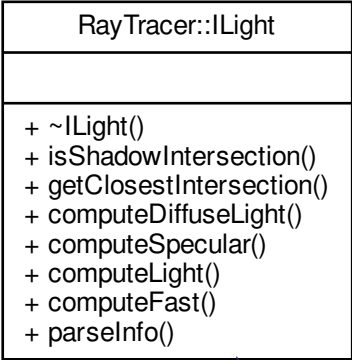 RayTracer::ILight
+ ~ILight()
+ isShadowIntersection()
+ getClosestIntersection()
+ computeDiffuseLight()
+ computeSpecular()
+ computeLight()
+ computeFast()
+ parseInfo()